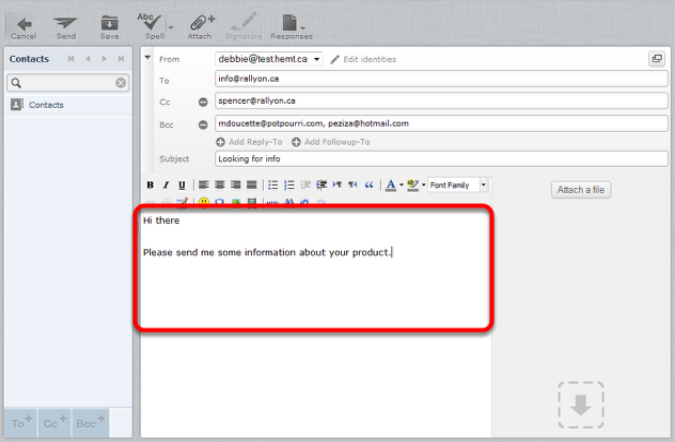 Cancel Send Save Spell Attach Signature Responses
Abc
Contacts
Contacts
From debbie@test.hemt.ca Edit identities
To info@rallyon.ca
Cc spencer@rallyon.ca
Bcc mdoucette@potpourri.com, peziza@hotmail.com
Add Reply-To Add Followup-To
Subject Looking for info
B I U A Font Family
Attach a file
Hi there
Please send me some information about your product.
To+ Cc+ Bcc+